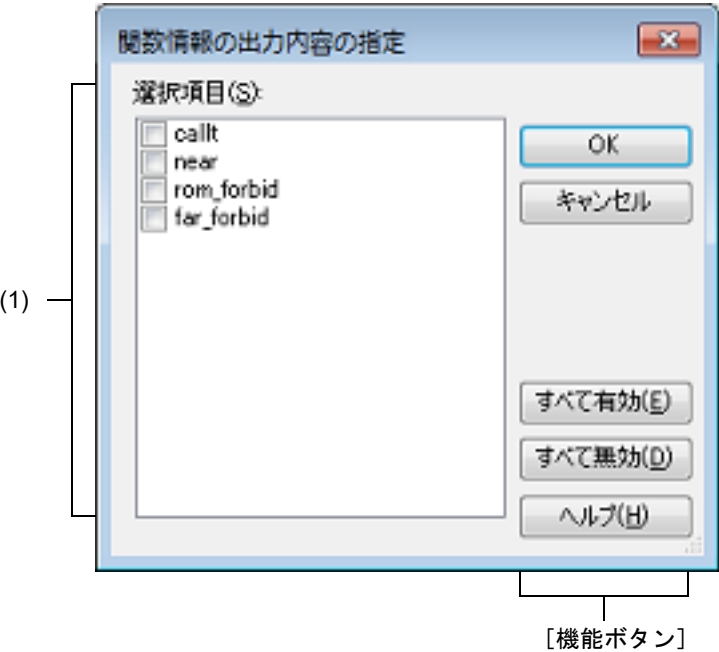 関数情報の出力内容の指定
選択項目(S):
callt
near
rom_forbid
far_forbid
OK
キャンセル
すべて有効(E)
すべて無効(D)
ヘルプ(H)
(1)
[機能ボタン]